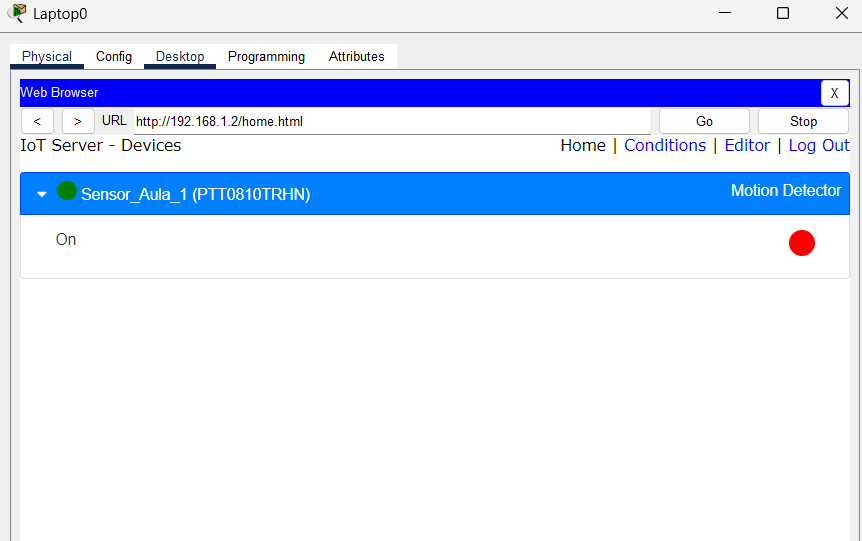 Laptop0
Physical Config Desktop Programming Attributes
Web Browser X
< > URL http://192.168.1.2/home.html Go Stop
IoT Server - Devices Home | Conditions | Editor | Log Out
Sensor_Aula_1 (PTT0810TRHN) Motion Detector
On